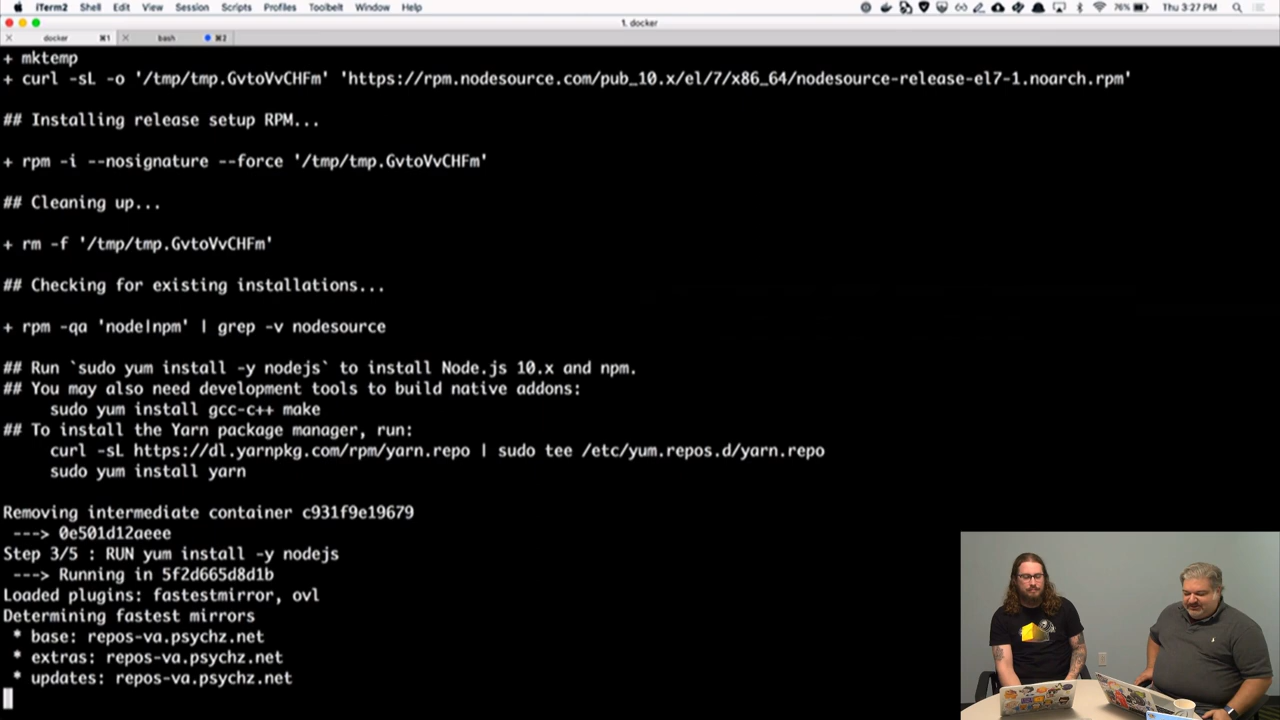 iTerm2 Shell Edit View Session Scripts Profiles Toolbelt Window Help
76% Thu 3:27 PM
1. docker
docker ⌘1 bash ⌘2
+ mktemp
+ curl -sL -o '/tmp/tmp.GvtoVvCHFm' 'https://rpm.nodesource.com/pub_10.x/el/7/x86_64/nodesource-release-el7-1.noarch.rpm'
## Installing release setup RPM...
+ rpm -i --nosignature --force '/tmp/tmp.GvtoVvCHFm'
## Cleaning up...
+ rm -f '/tmp/tmp.GvtoVvCHFm'
## Checking for existing installations...
+ rpm -qa 'node|npm' | grep -v nodesource
## Run `sudo yum install -y nodejs` to install Node.js 10.x and npm.
## You may also need development tools to build native addons:
sudo yum install gcc-c++ make
## To install the Yarn package manager, run:
curl -sL https://dl.yarnpkg.com/rpm/yarn.repo | sudo tee /etc/yum.repos.d/yarn.repo
sudo yum install yarn
Removing intermediate container c931f9e19679
---> 0e501d12aeee
Step 3/5 : RUN yum install -y nodejs
---> Running in 5f2d665d8d1b
Loaded plugins: fastestmirror, ovl
Determining fastest mirrors
* base: repos-va.psychz.net
* extras: repos-va.psychz.net
* updates: repos-va.psychz.net